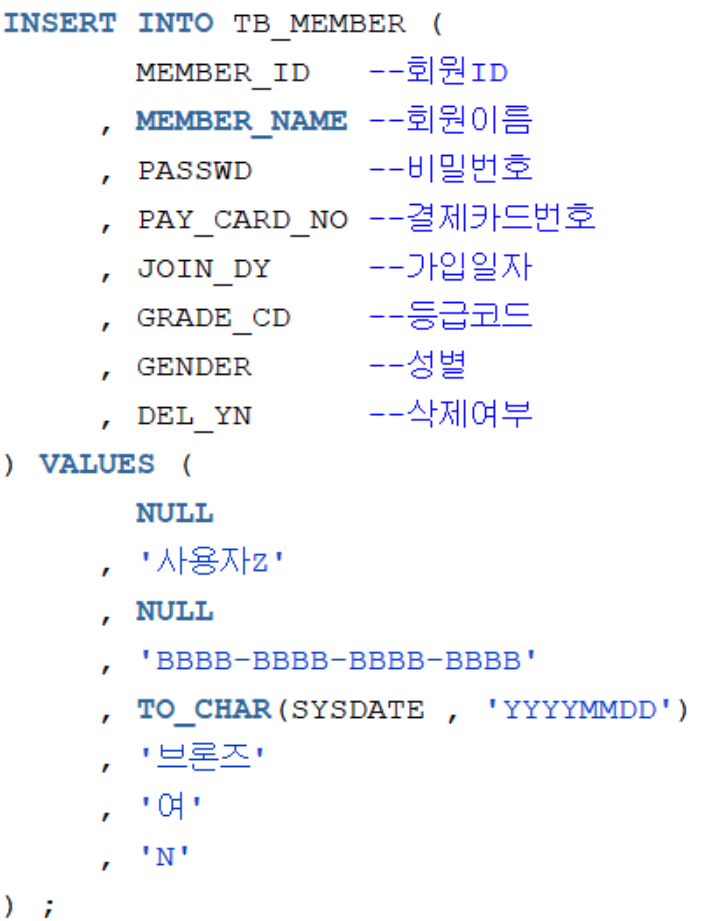 INSERT INTO TB_MEMBER (
MEMBER_ID --회원ID
, MEMBER_NAME --회원이름
, PASSWD --비밀번호
, PAY_CARD_NO --결제카드번호
, JOIN_DY --가입일자
, GRADE_CD --등급코드
, GENDER --성별
, DEL_YN --삭제여부
) VALUES (
NULL
, '사용자Z'
, NULL
, 'BBBB-BBBB-BBBB-BBBB'
, TO_CHAR(SYSDATE , 'YYYYMMDD')
, '브론즈'
, '여'
, 'N'
) ;